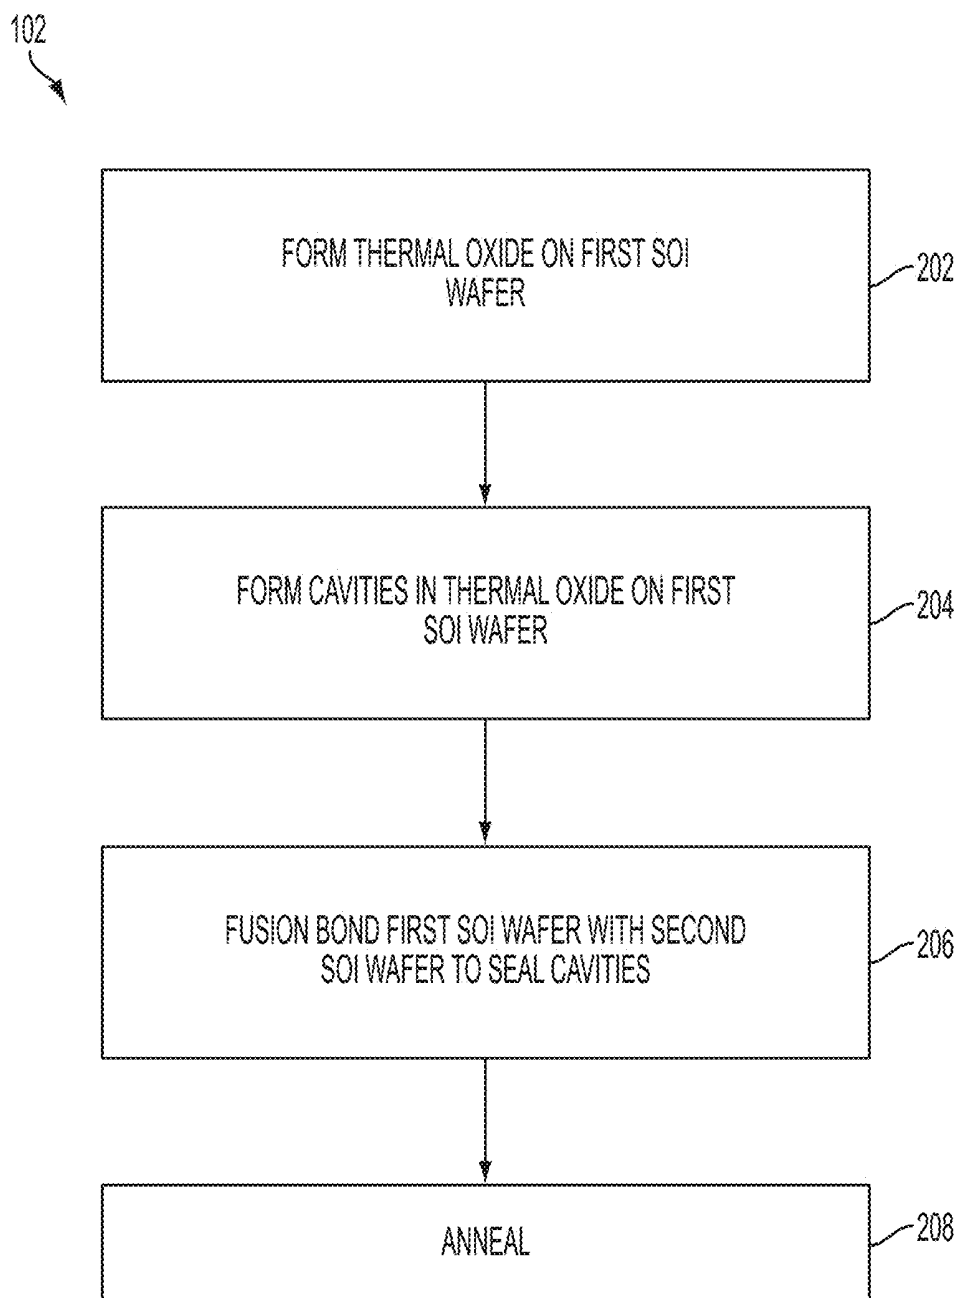 102
FORM THERMAL OXIDE ON FIRST SOI
WAFER
202
FORM CAVITIES IN THERMAL OXIDE ON FIRST
SOI WAFER
204
FUSION BOND FIRST SOI WAFER WITH SECOND
SOI WAFER TO SEAL CAVITIES
206
ANNEAL
208